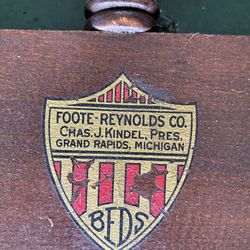 FOOTE-REYNOLDS CO.
CHAS. J. KINDEL, PRES.
GRAND RAPIDS, MICHIGAN
BEDS